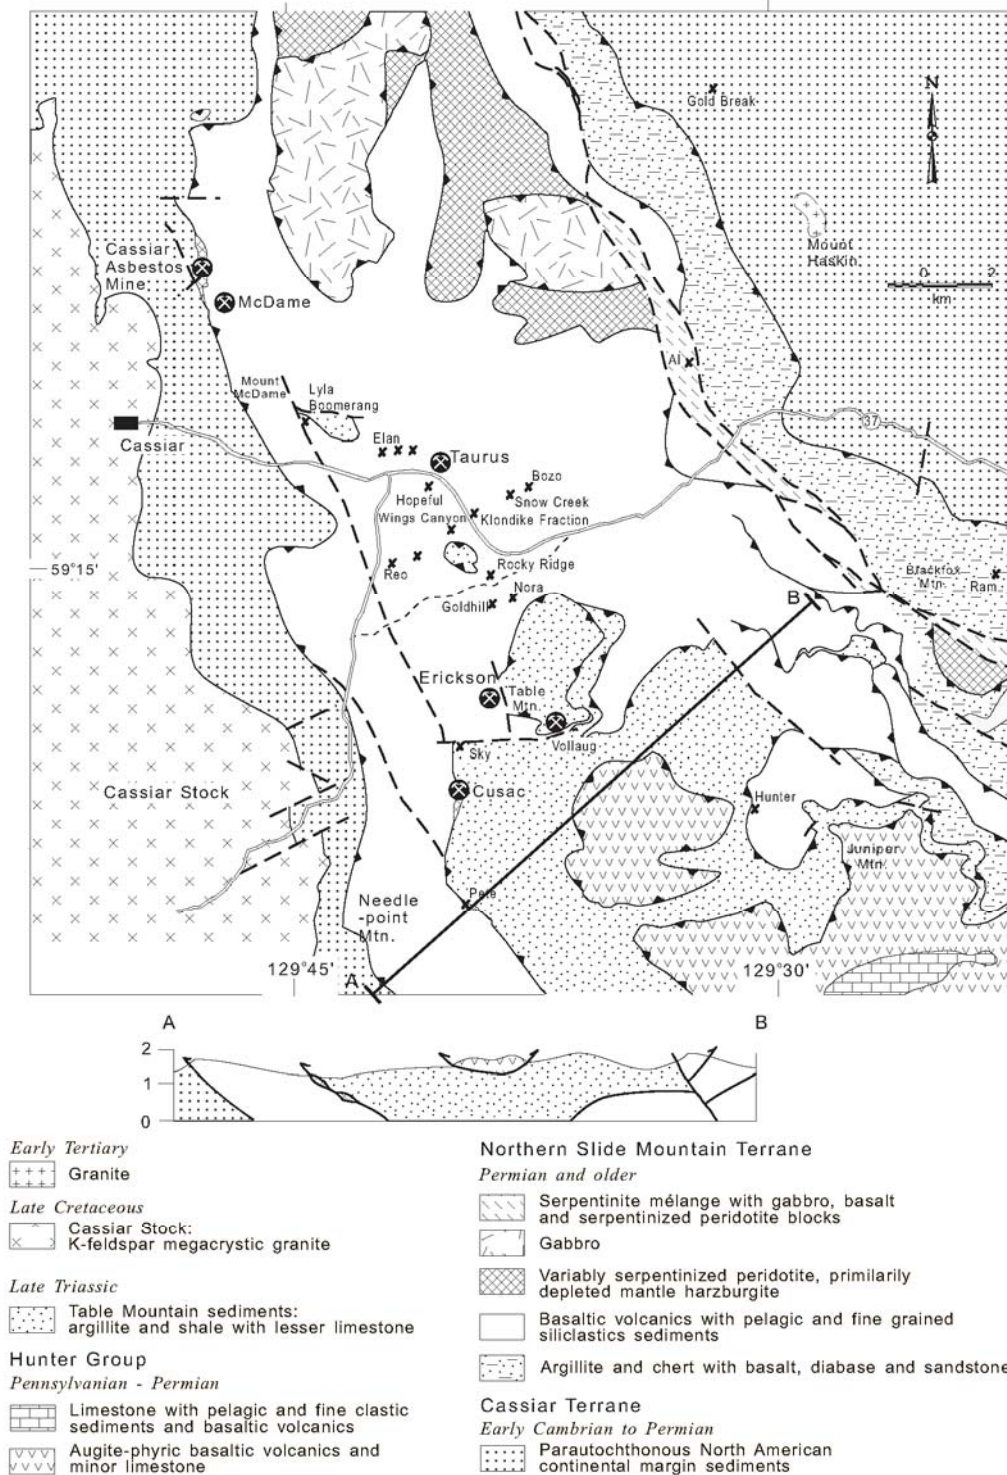 N
Gold Break
Mount
Haskin
0 2
km
Cassiar
Asbestos
Mine
McDame
Al
Mount
McDame
Lyla
Boomerang
37
Cassiar
Elan
Taurus
Bozo
Hopeful
Snow Creek
Wings Canyon
Klondike Fraction
59°15'
Reo
Rocky Ridge
Blackfox
Mtn.
Ram
Nora
Goldhill
B
Erickson
Table
Mtn.
Vollaug
Sky
Cassiar Stock
Cusac
Hunter
Juniper
Mtn.
Needle
-point
Mtn.
Pete
129°45'
129°30'
A
A B
2
1
0
Early Tertiary
Granite
Late Cretaceous
Cassiar Stock:
K-feldspar megacrystic granite
Late Triassic
Table Mountain sediments:
argillite and shale with lesser limestone
Hunter Group
Pennsylvanian - Permian
Limestone with pelagic and fine clastic
sediments and basaltic volcanics
Augite-phyric basaltic volcanics and
minor limestone
Northern Slide Mountain Terrane
Permian and older
Serpentinite mélange with gabbro, basalt
and serpentinized peridotite blocks
Gabbro
Variably serpentinized peridotite, primilarily
depleted mantle harzburgite
Basaltic volcanics with pelagic and fine grained
siliclastics sediments
Argillite and chert with basalt, diabase and sandstone
Cassiar Terrane
Early Cambrian to Permian
Parautochthonous North American
continental margin sediments